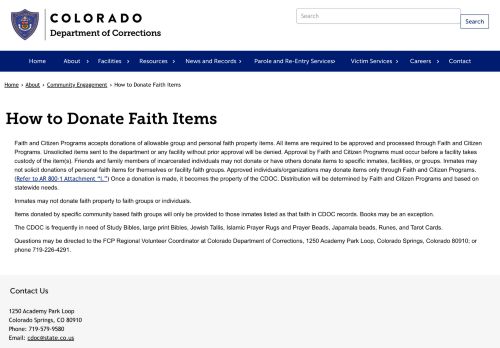 COLORADO
Department of Corrections
Search
Search
Home About › Facilities › Resources › News and Records › Parole and Re-Entry Services› Victim Services › Careers › Contact
Home › About › Community Engagement › How to Donate Faith Items
How to Donate Faith Items
Faith and Citizen Programs accepts donations of allowable group and personal faith property items. All items are required to be approved and processed through Faith and Citizen
Programs. Unsolicited items sent to the department or any facility without prior approval will be denied. Approval by Faith and Citizen Programs must occur before a facility takes
custody of the item(s). Friends and family members of incarcerated individuals may not donate or have others donate items to specific inmates, facilities, or groups. Inmates may
not solicit donations of personal faith items for themselves or facility faith groups. Approved individuals/organizations may donate items only through Faith and Citizen Programs.
(Refer to AR 800-1 Attachment "I.") Once a donation is made, it becomes the property of the CDOC. Distribution will be determined by Faith and Citizen Programs and based on
statewide needs.
Inmates may not donate faith property to faith groups or individuals.
Items donated by specific community based faith groups will only be provided to those inmates listed as that faith in CDOC records. Books may be an exception.
The CDOC is frequently in need of Study Bibles, large print Bibles, Jewish Tallis, Islamic Prayer Rugs and Prayer Beads, Japamala beads, Runes, and Tarot Cards.
Questions may be directed to the FCP Regional Volunteer Coordinator at Colorado Department of Corrections, 1250 Academy Park Loop, Colorado Springs, Colorado 80910; or
phone 719-226-4291.
Contact Us
1250 Academy Park Loop
Colorado Springs, CO 80910
Phone: 719-579-9580
Email: cdoc@state.co.us